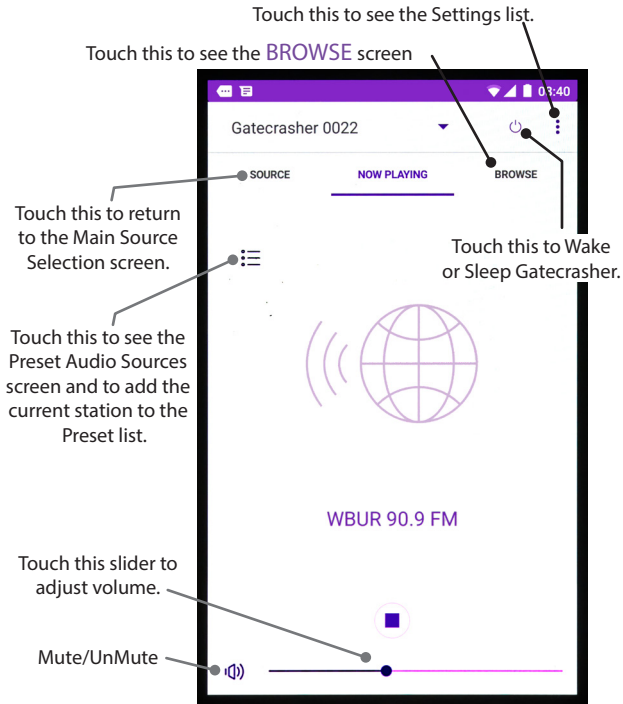 Touch this to see the Settings list.
Touch this to see the BROWSE screen
03:40
Gatecrasher 0022
SOURCE NOW PLAYING BROWSE
Touch this to return
to the Main Source
Selection screen.
Touch this to Wake
or Sleep Gatecrasher.
Touch this to see the
Preset Audio Sources
screen and to add the
current station to the
Preset list.
WBUR 90.9 FM
Touch this slider to
adjust volume.
Mute/UnMute